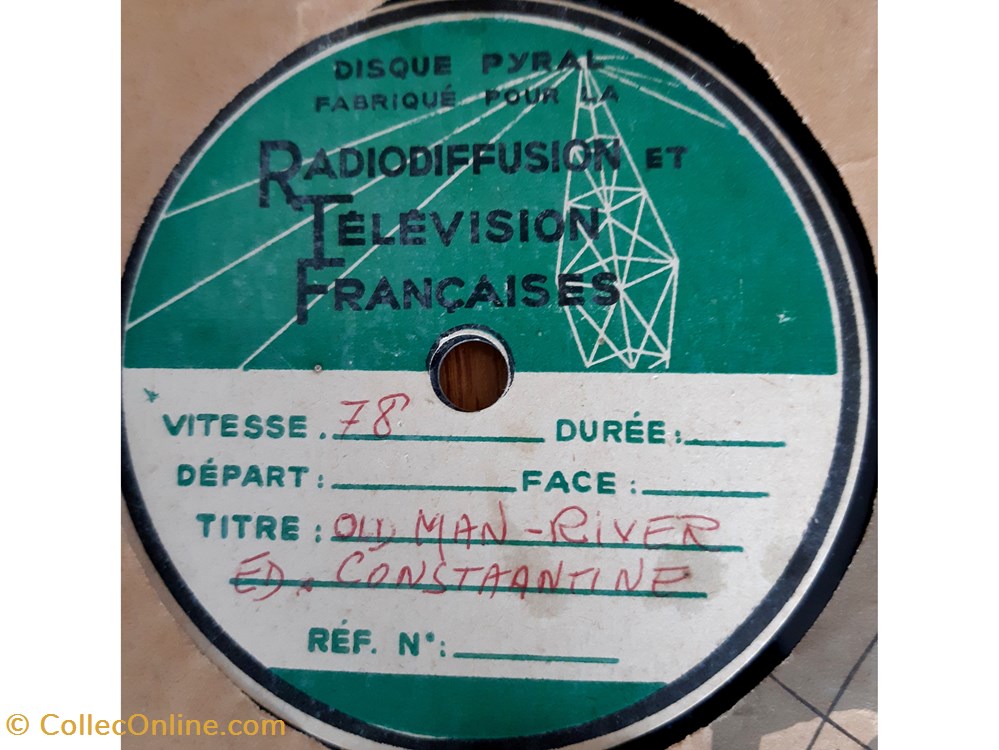 DISQUE PYRAL
FABRIQUÉ POUR LA
RADIODIFFUSION ET
TÉLÉVISION
FRANÇAISES
VITESSE. 78 DURÉE:
DÉPART: FACE:
TITRE: OLD MAN-RiVER
ED. CONSTAANTINE
RÉF. N°:
© CollecOnline.com